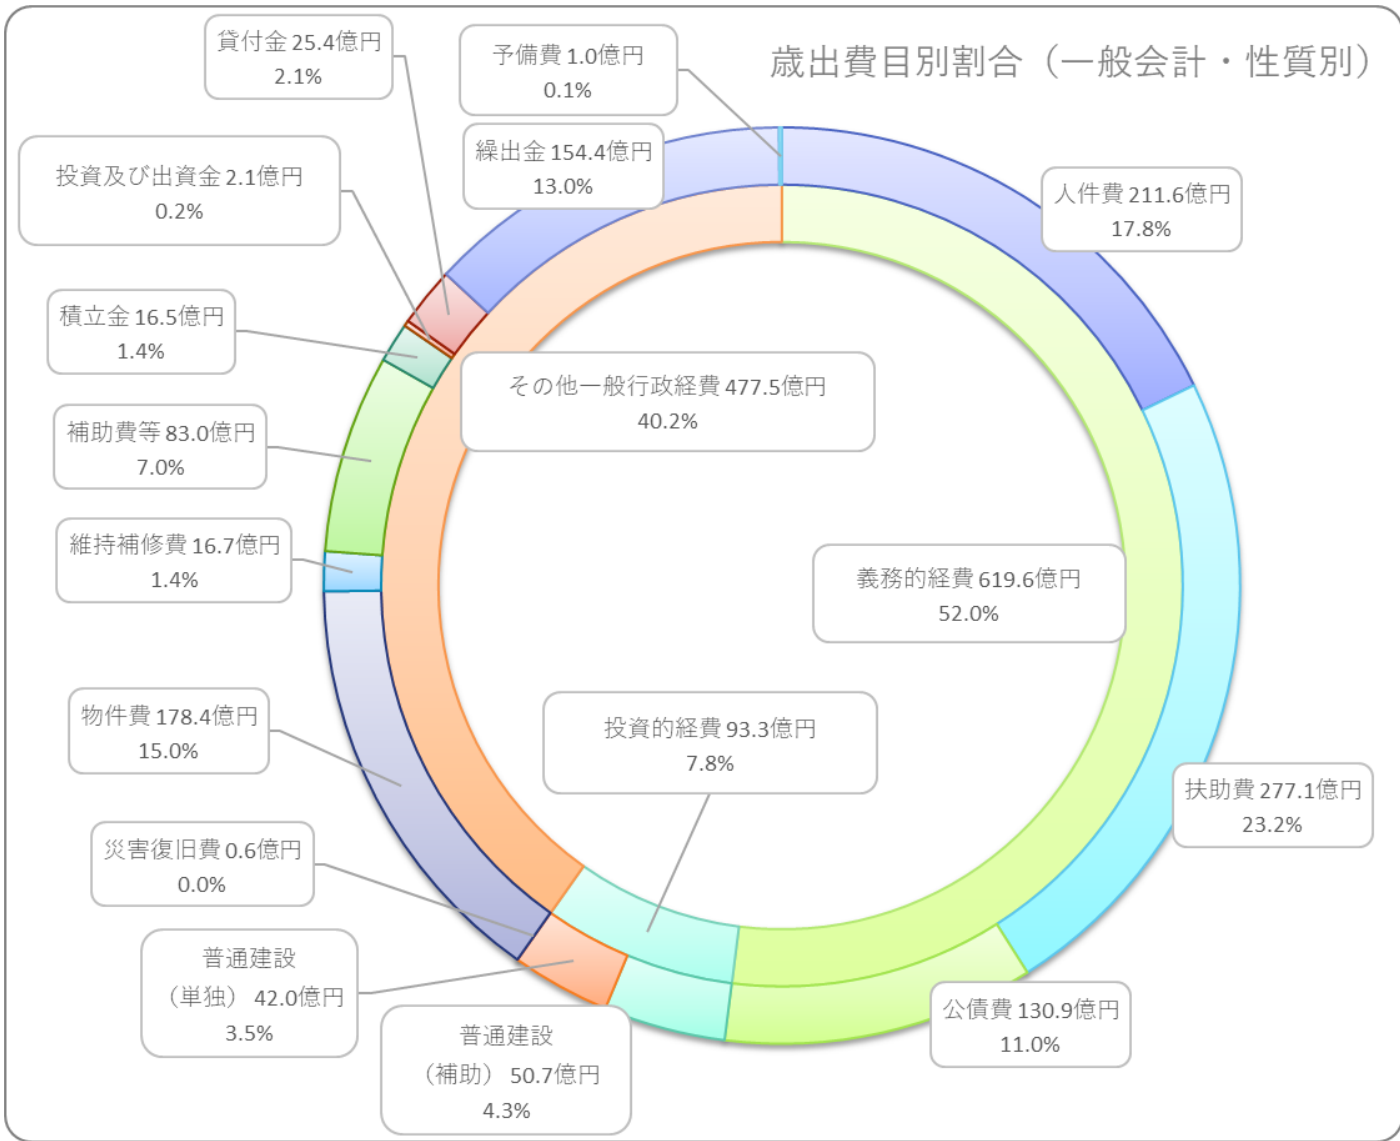 歳出費目別割合（一般会計・性質別）
貸付金 25.4億円
2.1%
予備費 1.0億円
0.1%
繰出金 154.4億円
13.0%
投資及び出資金 2.1億円
0.2%
人件費 211.6億円
17.8%
積立金 16.5億円
1.4%
その他一般行政経費 477.5億円
40.2%
補助費等 83.0億円
7.0%
維持補修費 16.7億円
1.4%
義務的経費 619.6億円
52.0%
物件費 178.4億円
15.0%
投資的経費 93.3億円
7.8%
扶助費 277.1億円
23.2%
災害復旧費 0.6億円
0.0%
普通建設
（単独） 42.0億円
3.5%
普通建設
（補助） 50.7億円
4.3%
公債費 130.9億円
11.0%